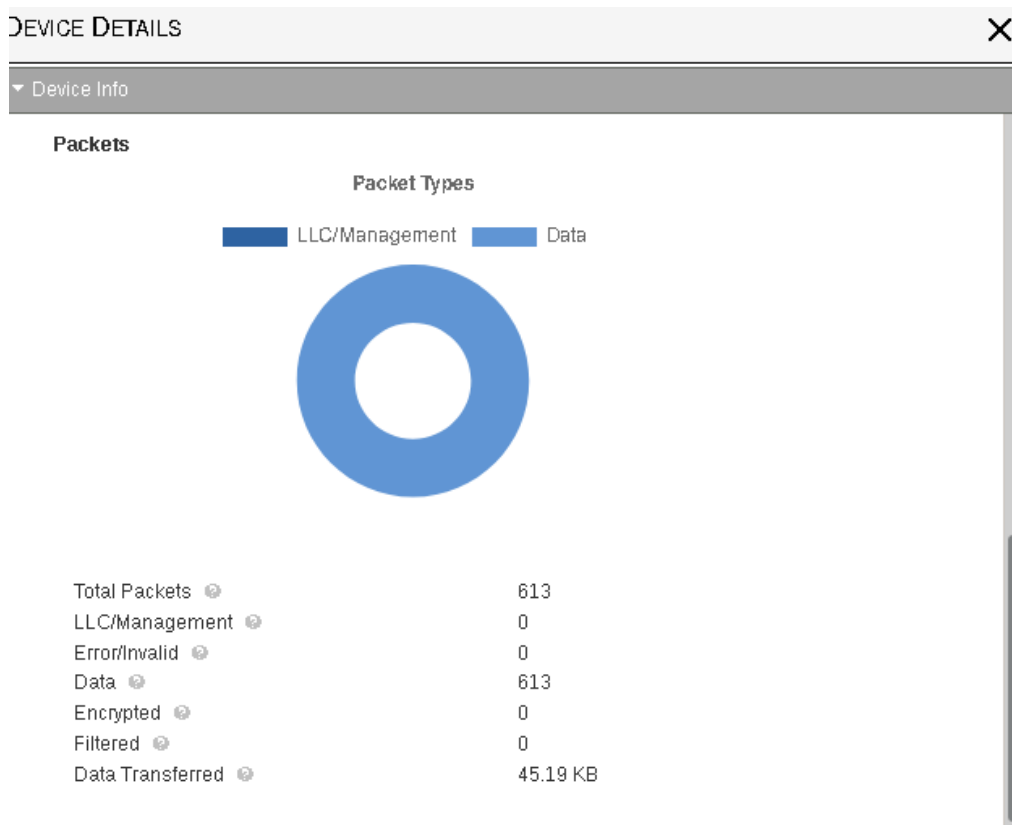 DEVICE DETAILS
Device Info
Packets
Packet Types
LLC/Management Data
Total Packets 613
LLC/Management 0
Error/Invalid 0
Data 613
Encrypted 0
Filtered 0
Data Transferred 45.19 KB